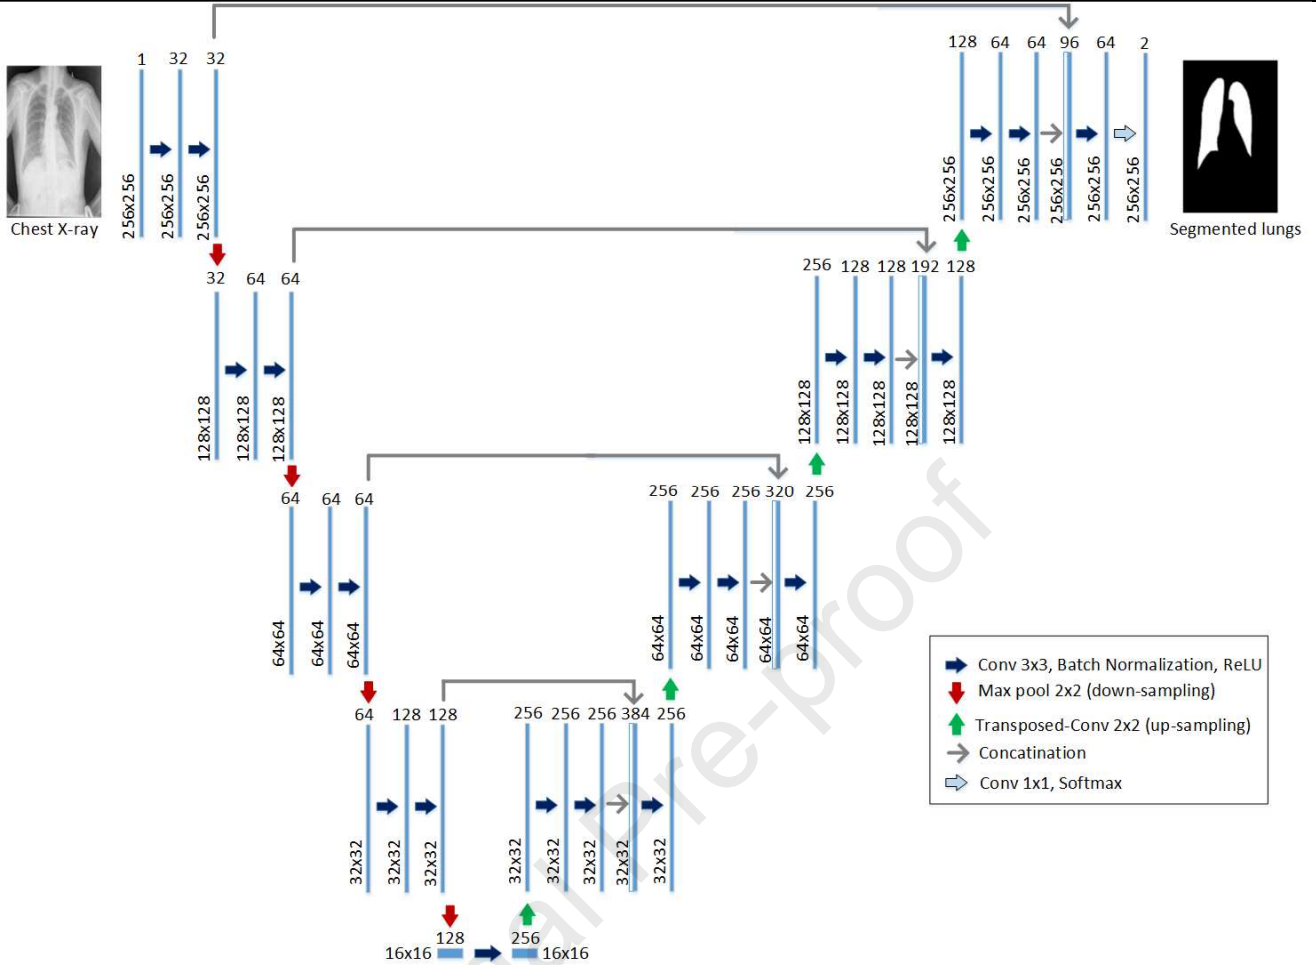 1 32 32
256x256 256x256 256x256
Chest X-ray
128 64 64 96 64 2
256x256 256x256 256x256 256x256 256x256 256x256
Segmented lungs
32 64 64
128x128 128x128 128x128
256 128 128 192 128
128x128 128x128 128x128 128x128 128x128
64 64 64
64x64 64x64 64x64
256 256 256 320 256
64x64 64x64 64x64 64x64 64x64
64 128 128
32x32 32x32 32x32
256 256 256 384 256
32x32 32x32 32x32 32x32 32x32
128 256
16x16 16x16
Conv 3x3, Batch Normalization, ReLU
Max pool 2x2 (down-sampling)
Transposed-Conv 2x2 (up-sampling)
Concatination
Conv 1x1, Softmax
Pre-proof